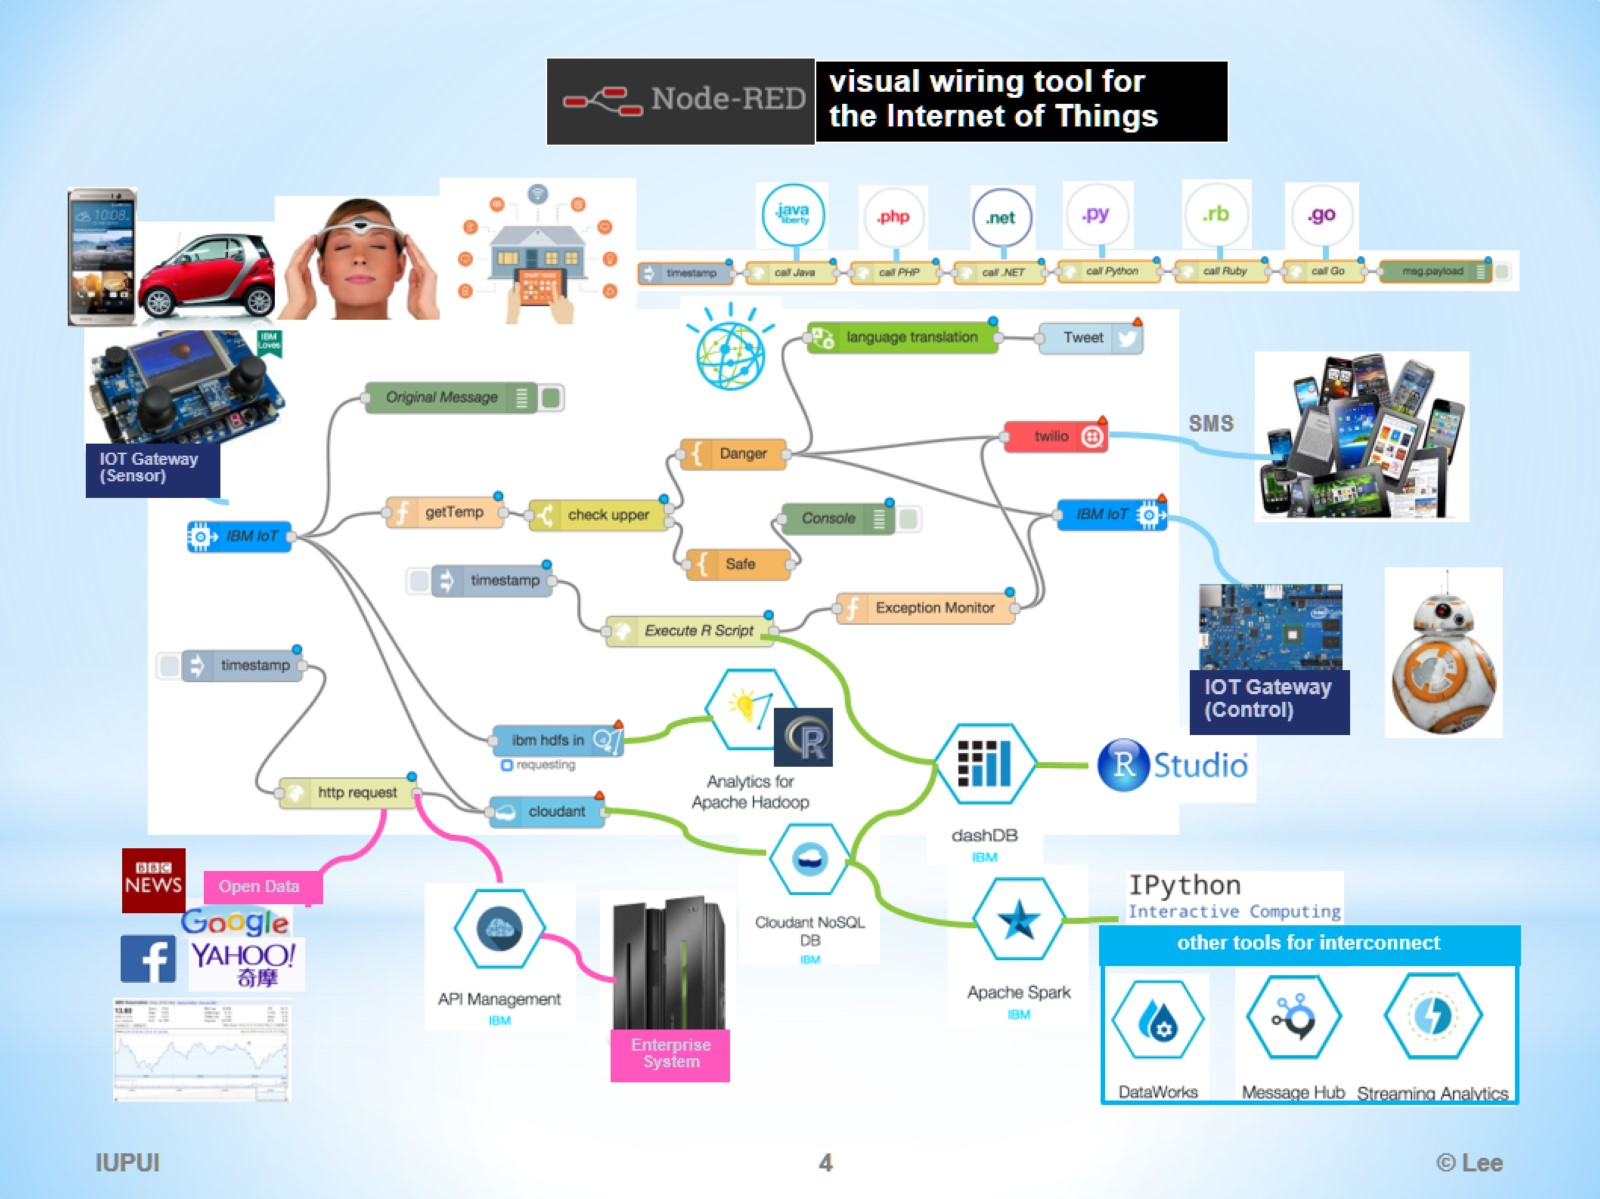 Node-RED
visual wiring tool for
the Internet of Things
10:08
SMART HOUSE
.java
liberty
.php
.net
.py
.rb
.go
timestamp
call Java
call PHP
call .NET
call Python
call Ruby
call Go
msg.payload
IBM
Loves
IOT Gateway
(Sensor)
language translation
Tweet
Original Message
Danger
twilio
SMS
getTemp
check upper
Console
IBM IoT
IBM IoT
Safe
timestamp
Execute R Script
Exception Monitor
timestamp
IOT Gateway
(Control)
ibm hdfs in
requesting
R
Analytics for
Apache Hadoop
R Studio
http request
cloudant
dashDB
IBM
BBC
NEWS
Open Data
Google
YAHOO!
奇摩
f
API Management
IBM
Enterprise
System
Cloudant NoSQL
DB
IBM
Apache Spark
IBM
IPython
Interactive Computing
other tools for interconnect
DataWorks
Message Hub
Streaming Analytics
IUPUI
4
© Lee